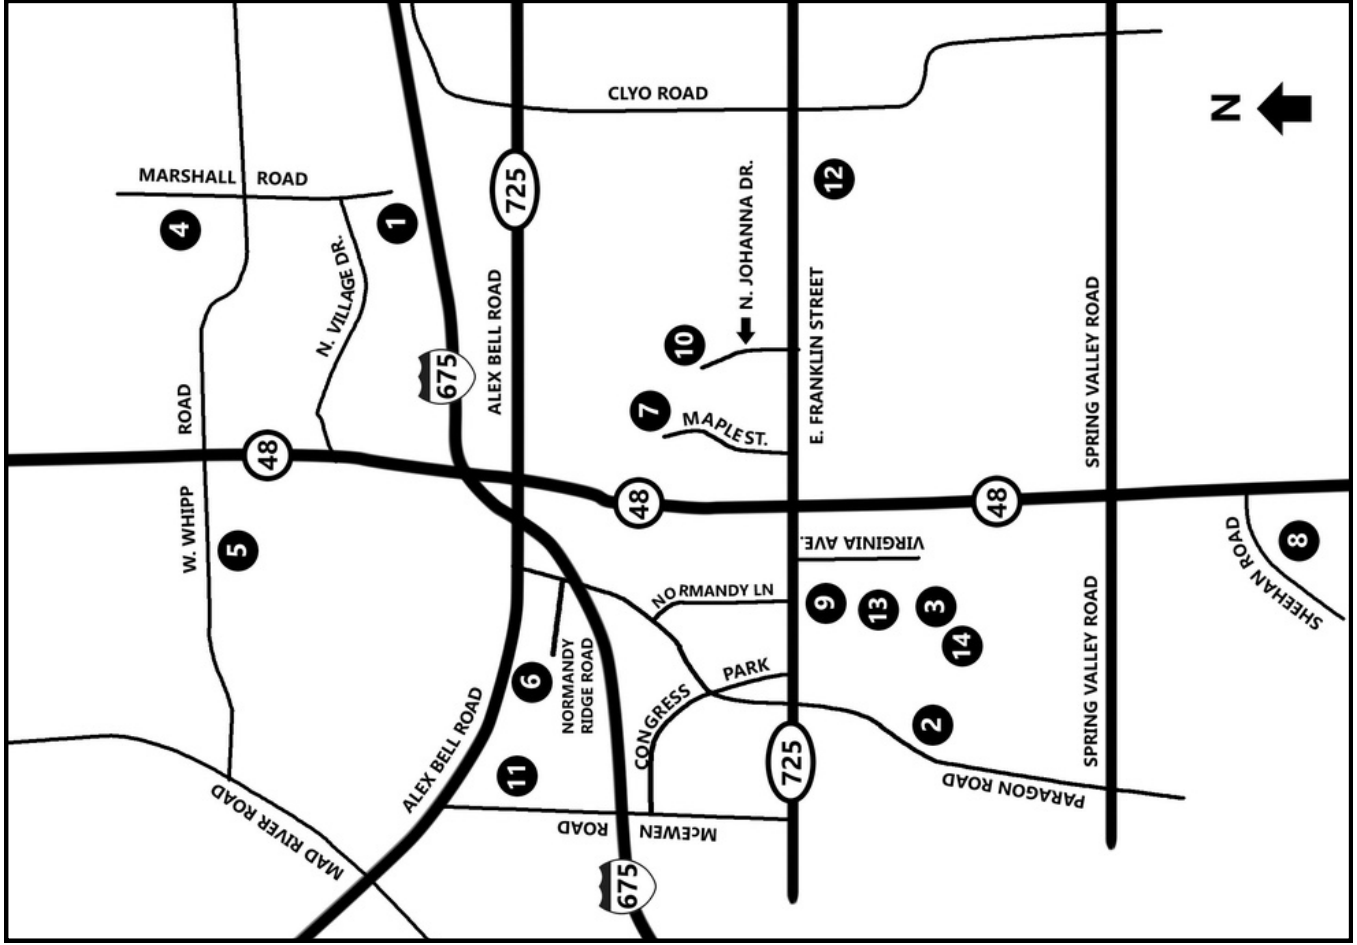 CLYO ROAD
N
MARSHALL ROAD
4
1
725
12
N. JOHANNA DR.
N. VILLAGE DR.
ALEX BELL ROAD
E. FRANKLIN STREET
SPRING VALLEY ROAD
10
675
7
MAPLE ST.
ROAD
48
W. WHIPP
5
48
48
VIRGINIA AVE.
8
SHEEHAN ROAD
NORMANDY LN
9
13
3
14
6
NORMANDY
RIDGE ROAD
PARK
CONGRESS
2
SPRING VALLEY ROAD
ALEX BELL ROAD
11
725
PARAGON ROAD
MAD RIVER ROAD
McEWEN ROAD
675